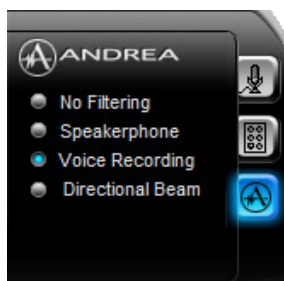 ANDREA
No Filtering
Speakerphone
Voice Recording
Directional Beam